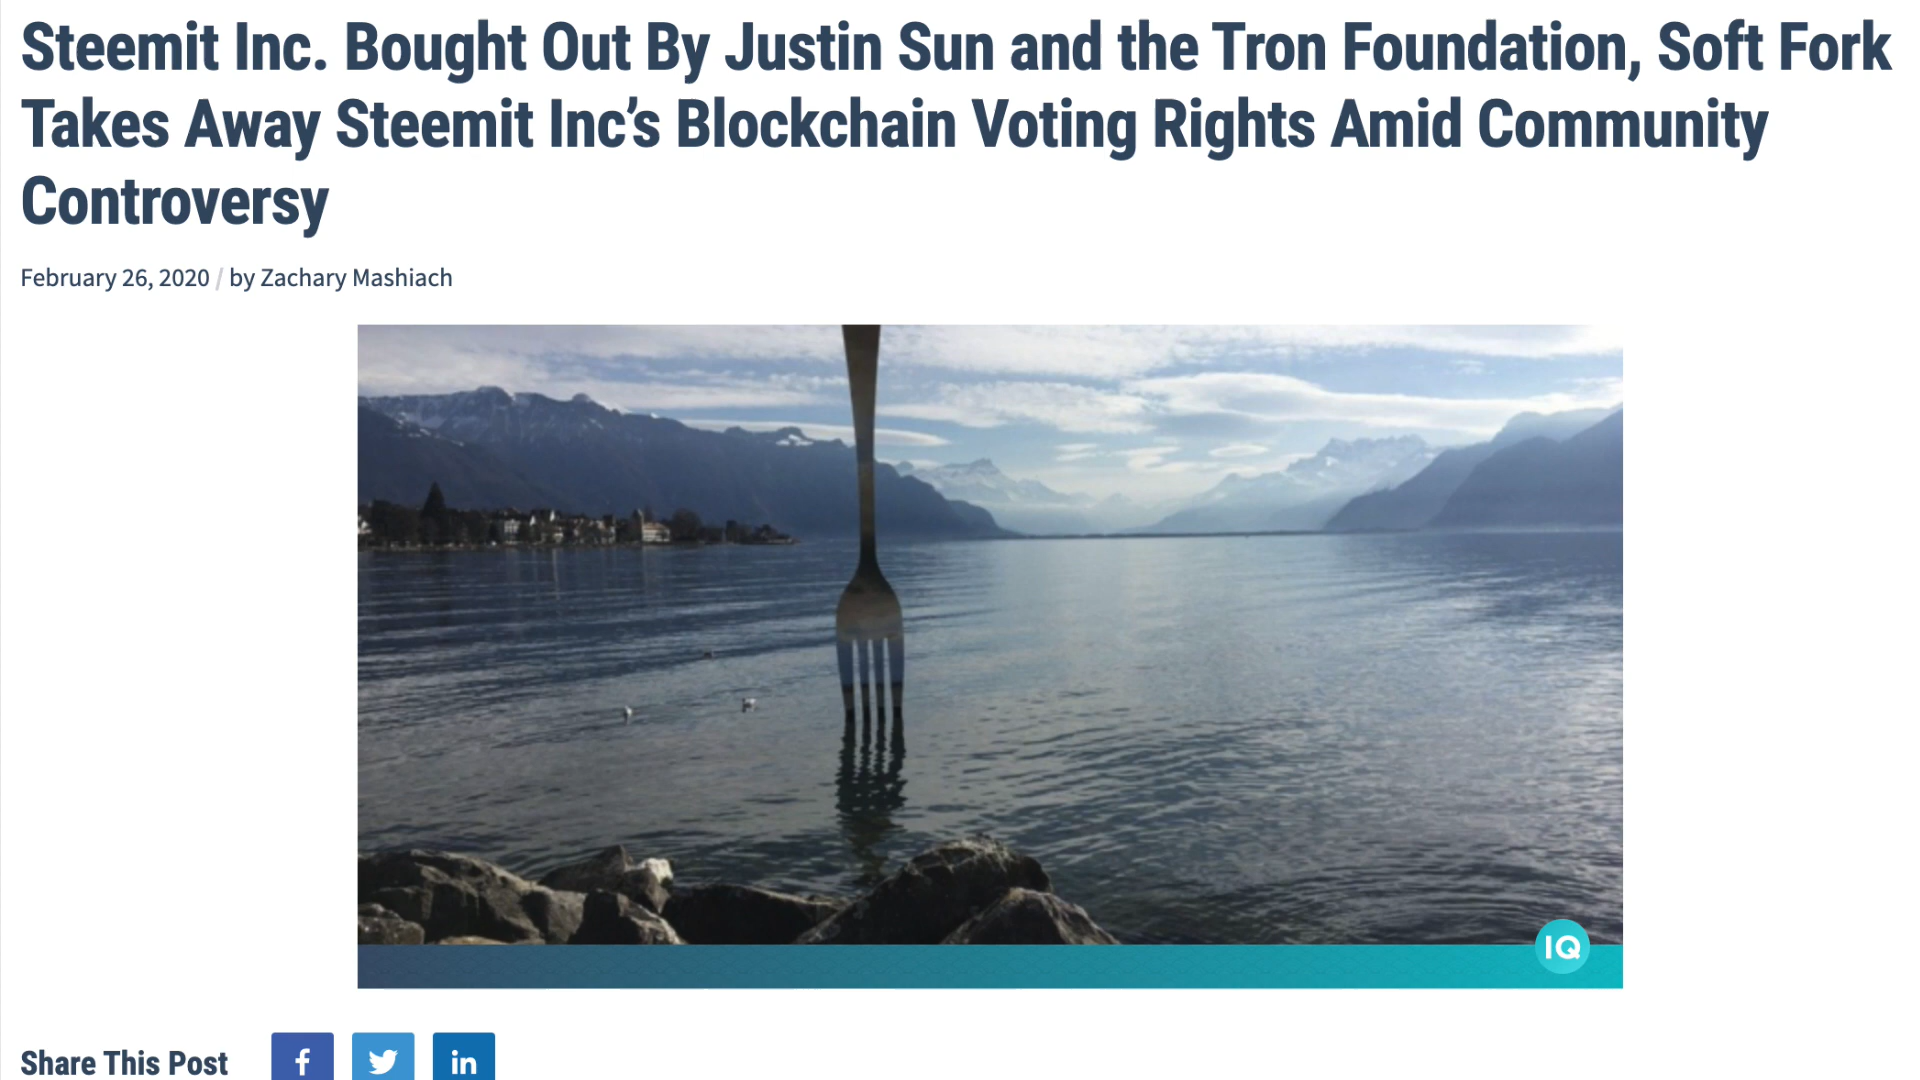 Steemit Inc. Bought Out By Justin Sun and the Tron Foundation, Soft Fork
Takes Away Steemit Inc’s Blockchain Voting Rights Amid Community
Controversy
February 26, 2020 / by Zachary Mashiach
IQ
Share This Post
f
in